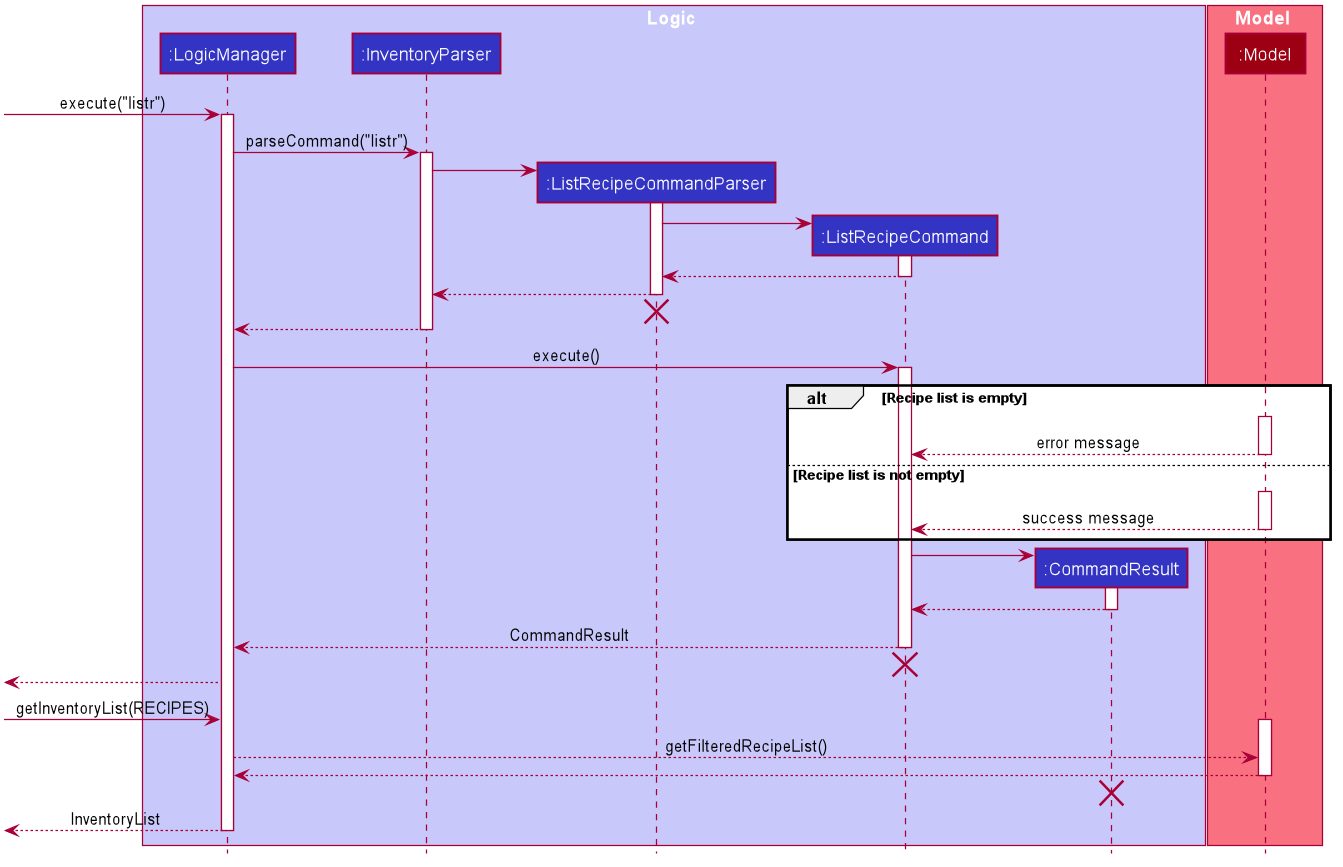 Logic
Model
:LogicManager
:InventoryParser
:Model
execute("listr")
parseCommand("listr")
:ListRecipeCommandParser
:ListRecipeCommand
execute()
alt
[Recipe list is empty]
error message
[Recipe list is not empty]
success message
:CommandResult
CommandResult
getInventoryList(RECIPES)
getFilteredRecipeList()
InventoryList